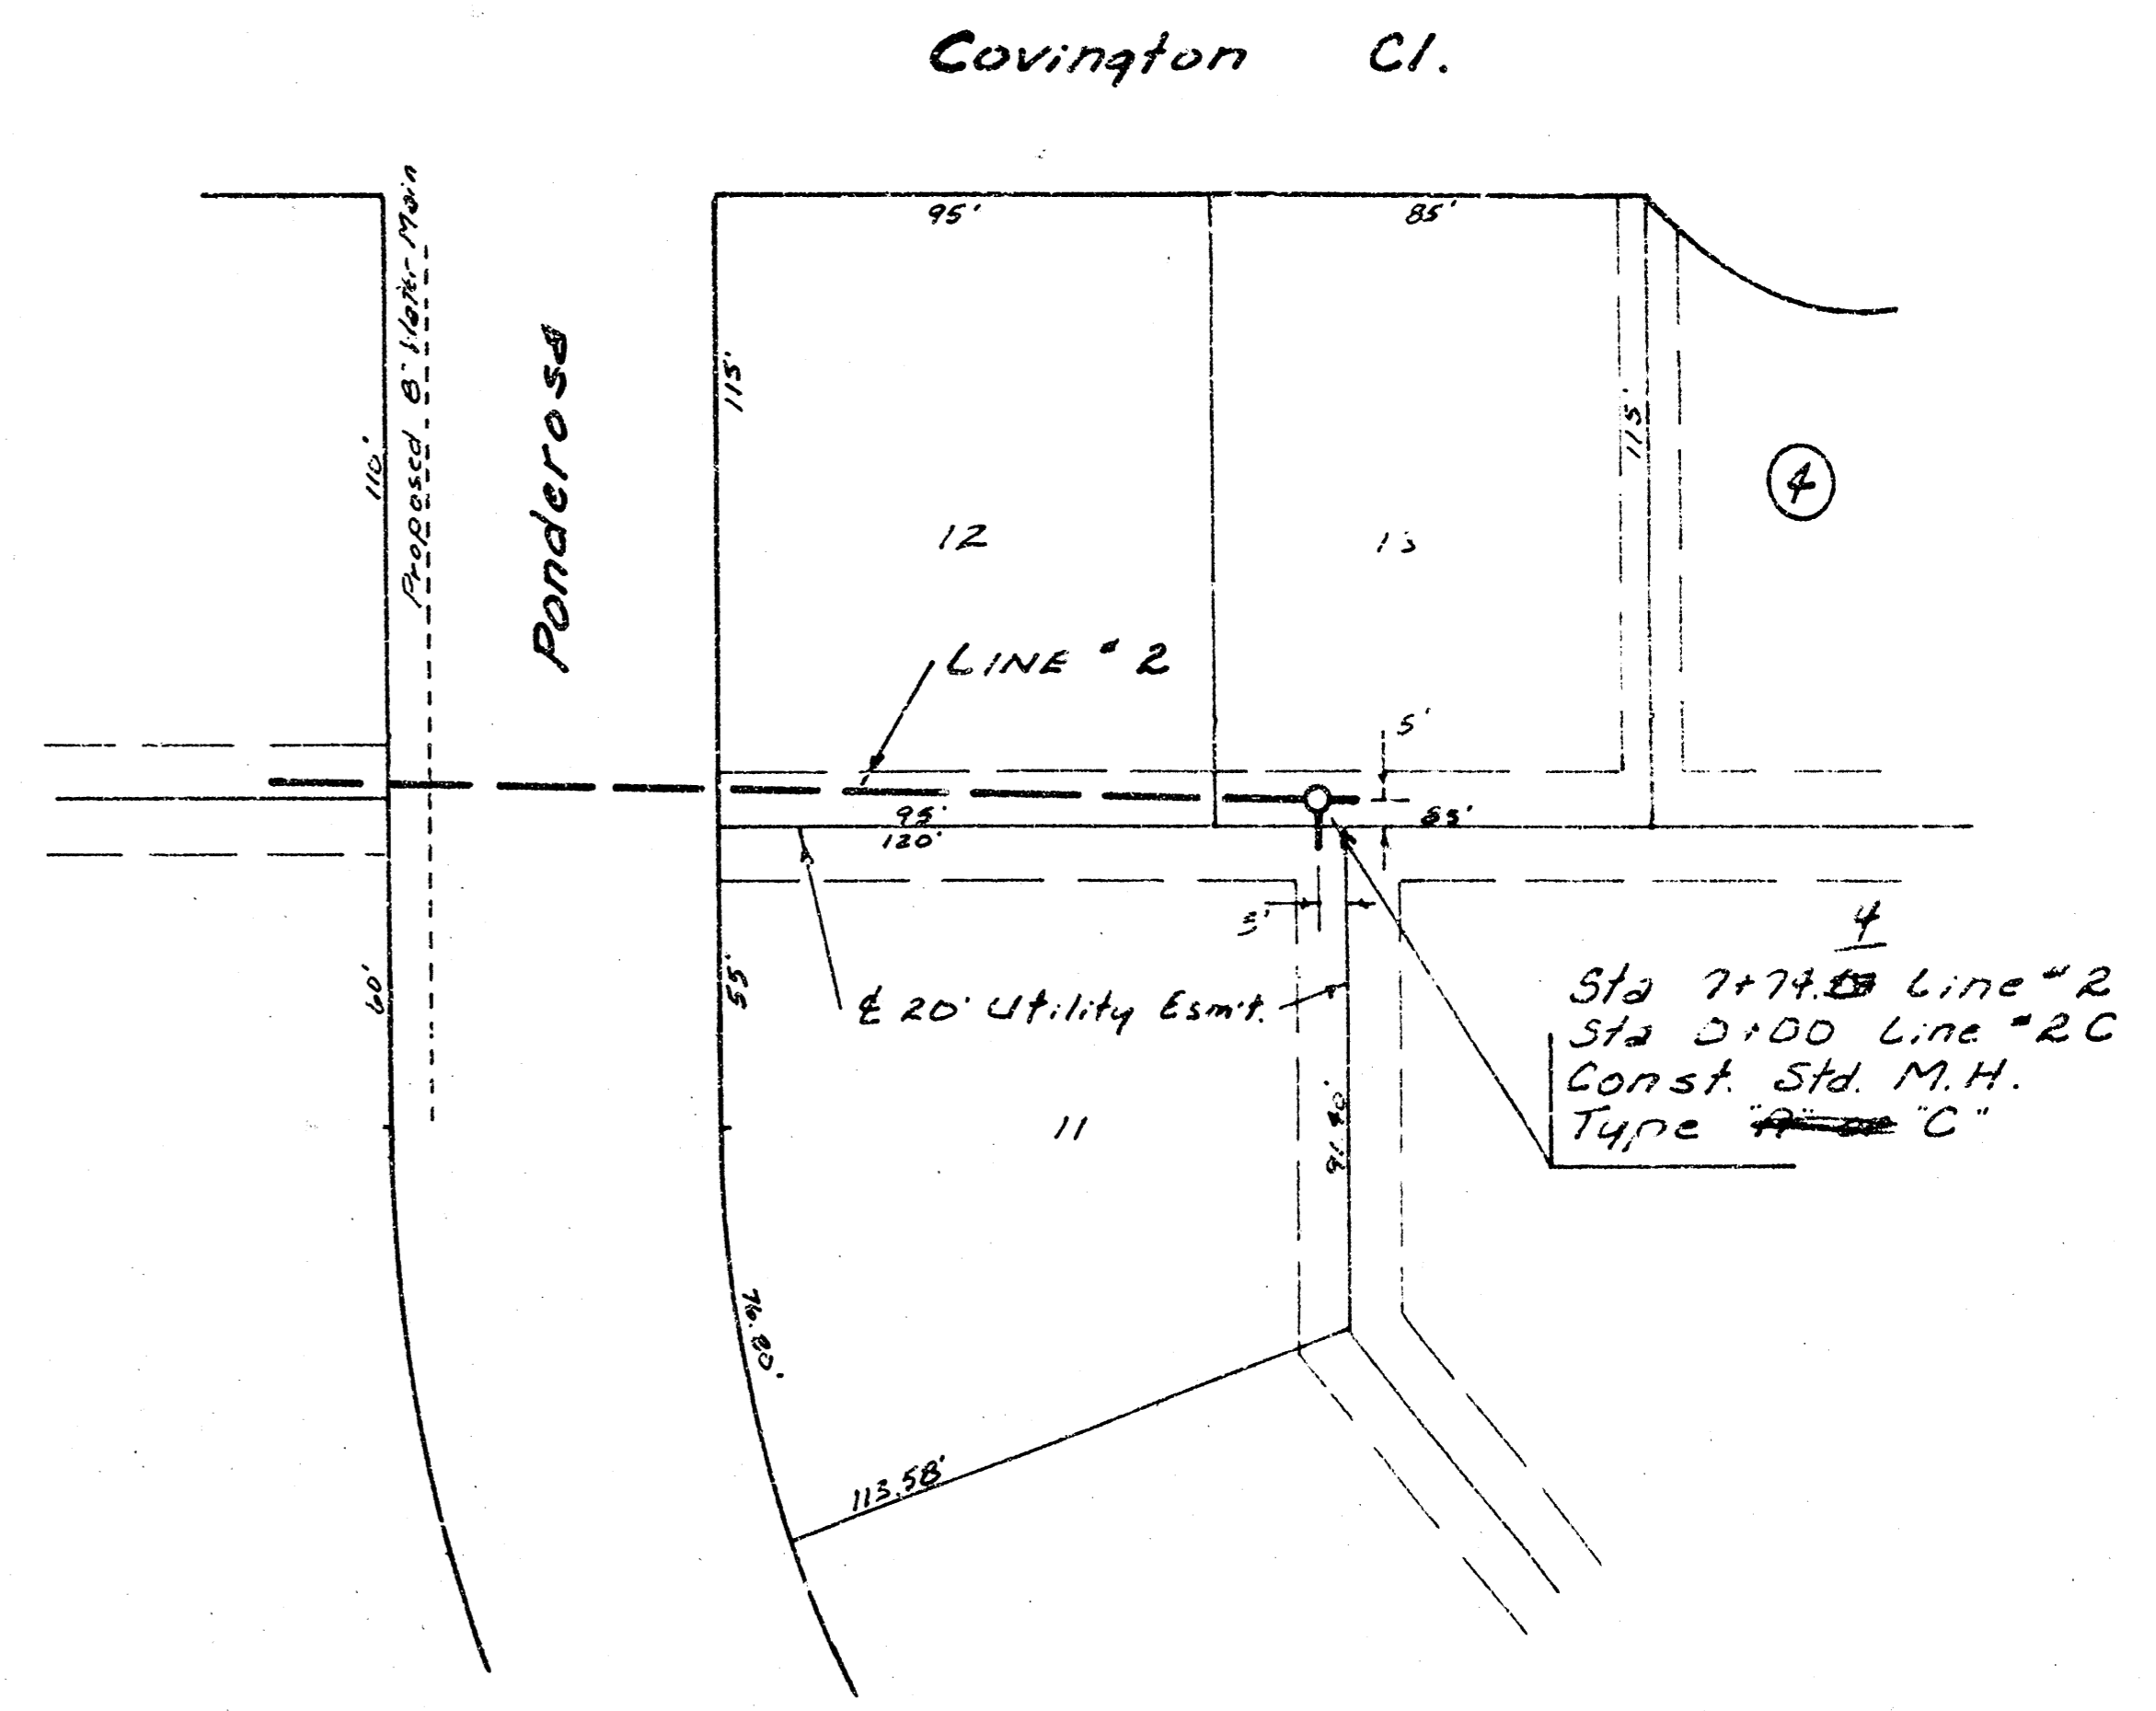 Covington Ct.
95'
85'
Proposed 8" Water Main
Ponderosa
110'
115'
115'
4
12
13
LINE #2
5'
95'
85'
120'
5'
60'
55'
℄ 20' Utility Esm't.
4
Sta 7+74. Line #2
Sta 0+00 Line #2C
Const. Std. M.H.
Type "C"
11
91.40'
76.20'
113.58'